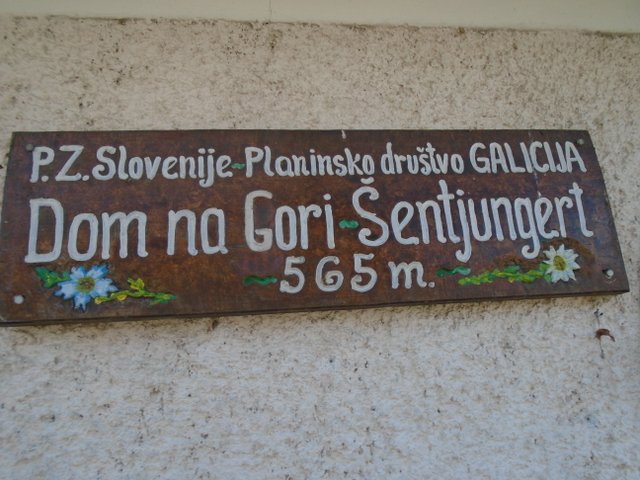 P.Z. Slovenije - Planinsko društvo GALICIJA
Dom na Gori - Šentjungert
565 m.